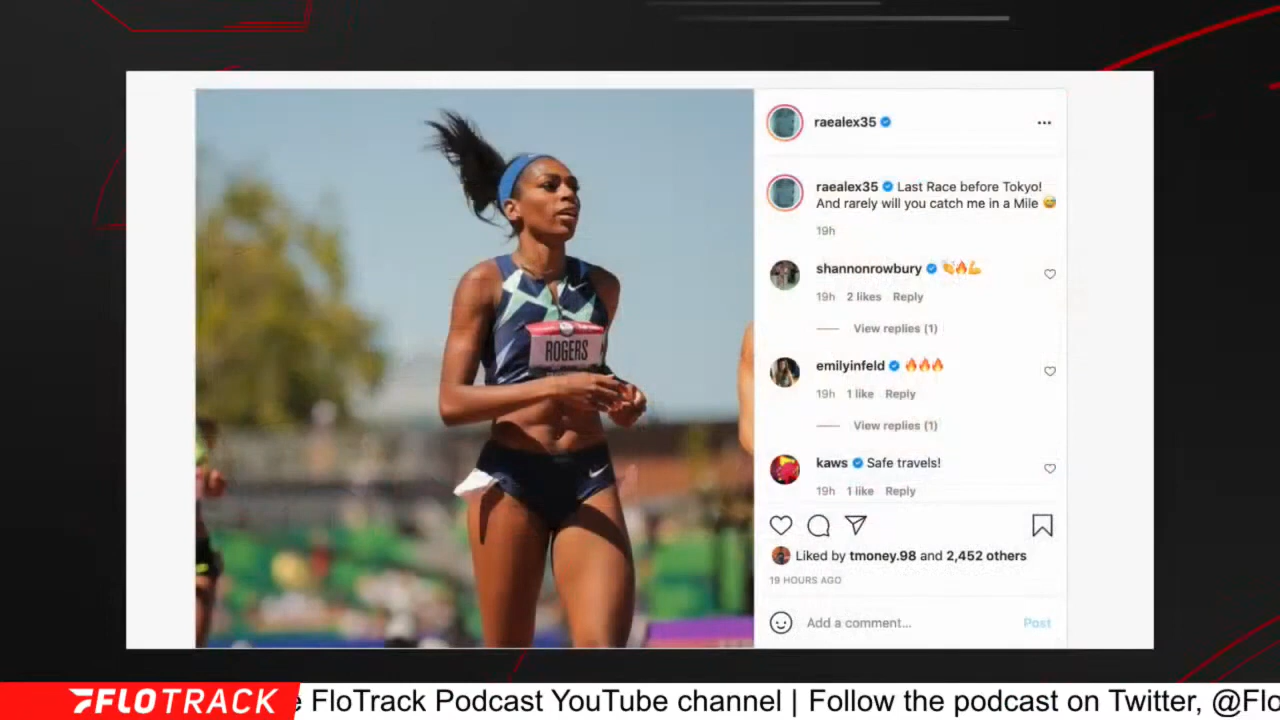 raealex35
raealex35 Last Race before Tokyo!
And rarely will you catch me in a Mile 😅
19h
shannonrowbury 👏🔥💪
19h 2 likes Reply
View replies (1)
emilyinfeld 🔥🔥🔥
19h 1 like Reply
View replies (1)
kaws Safe travels!
19h 1 like Reply
Liked by tmoney.98 and 2,452 others
19 HOURS AGO
Add a comment... Post
ROGERS
FLOTRACK
e FloTrack Podcast YouTube channel | Follow the podcast on Twitter, @Flo